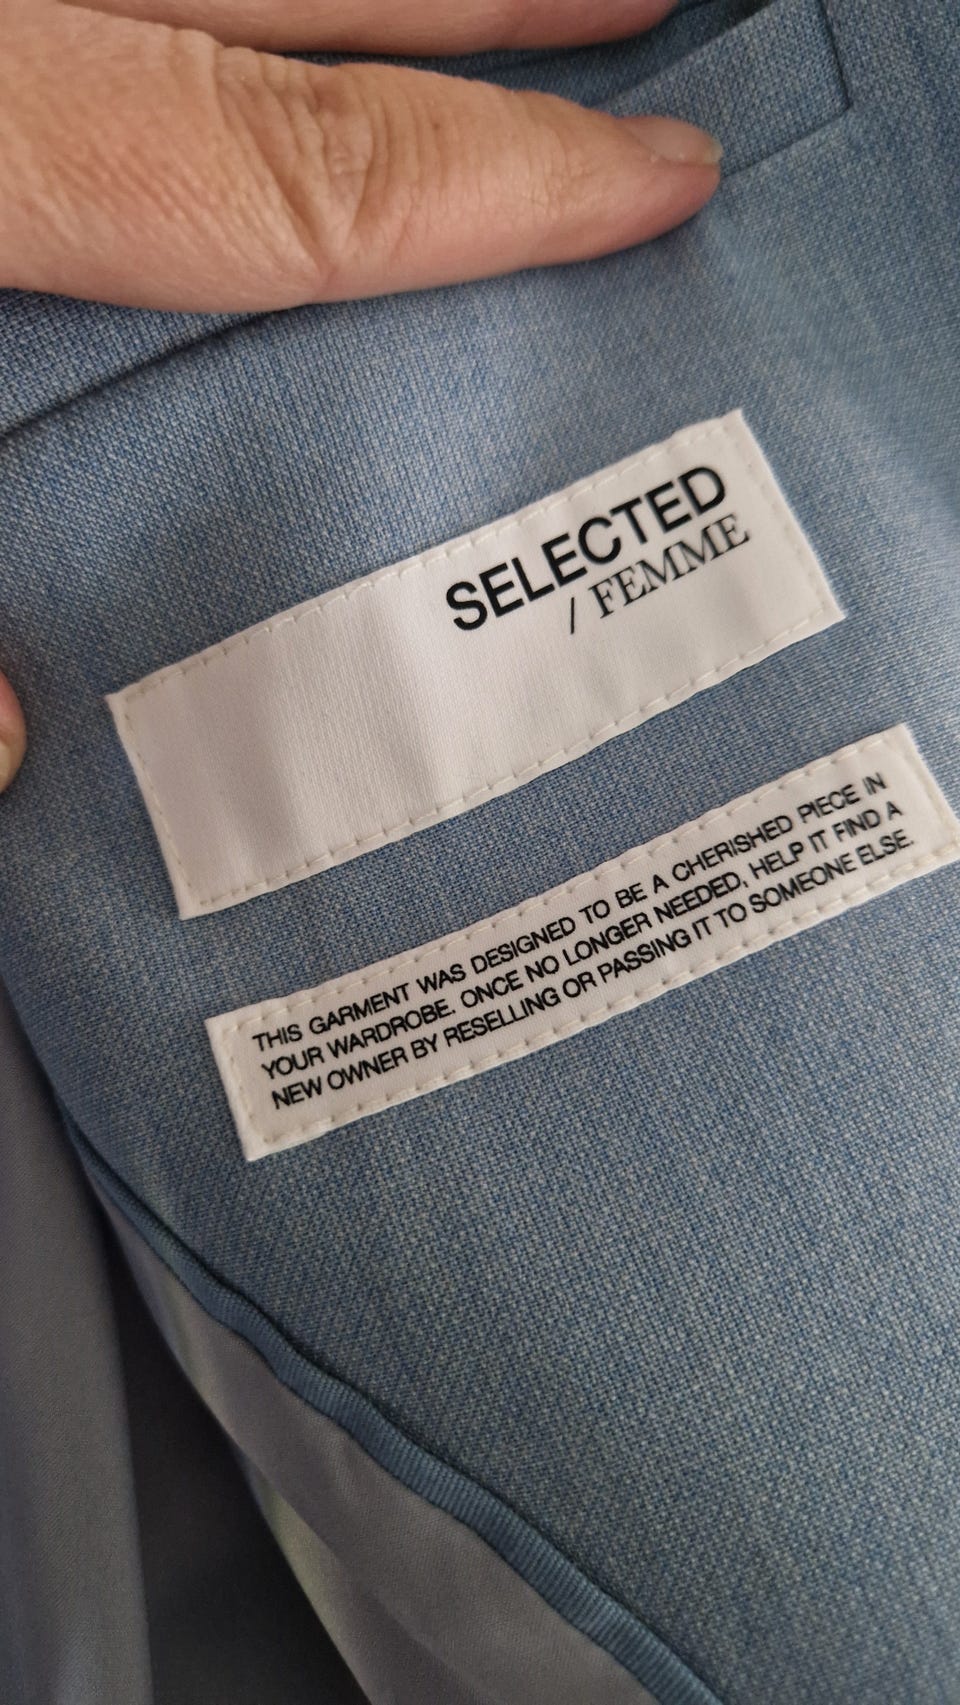 SELECTED
/ FEMME
THIS GARMENT WAS DESIGNED TO BE A CHERISHED PIECE IN
YOUR WARDROBE. ONCE NO LONGER NEEDED, HELP IT FIND A
NEW OWNER BY RESELLING OR PASSING IT TO SOMEONE ELSE.